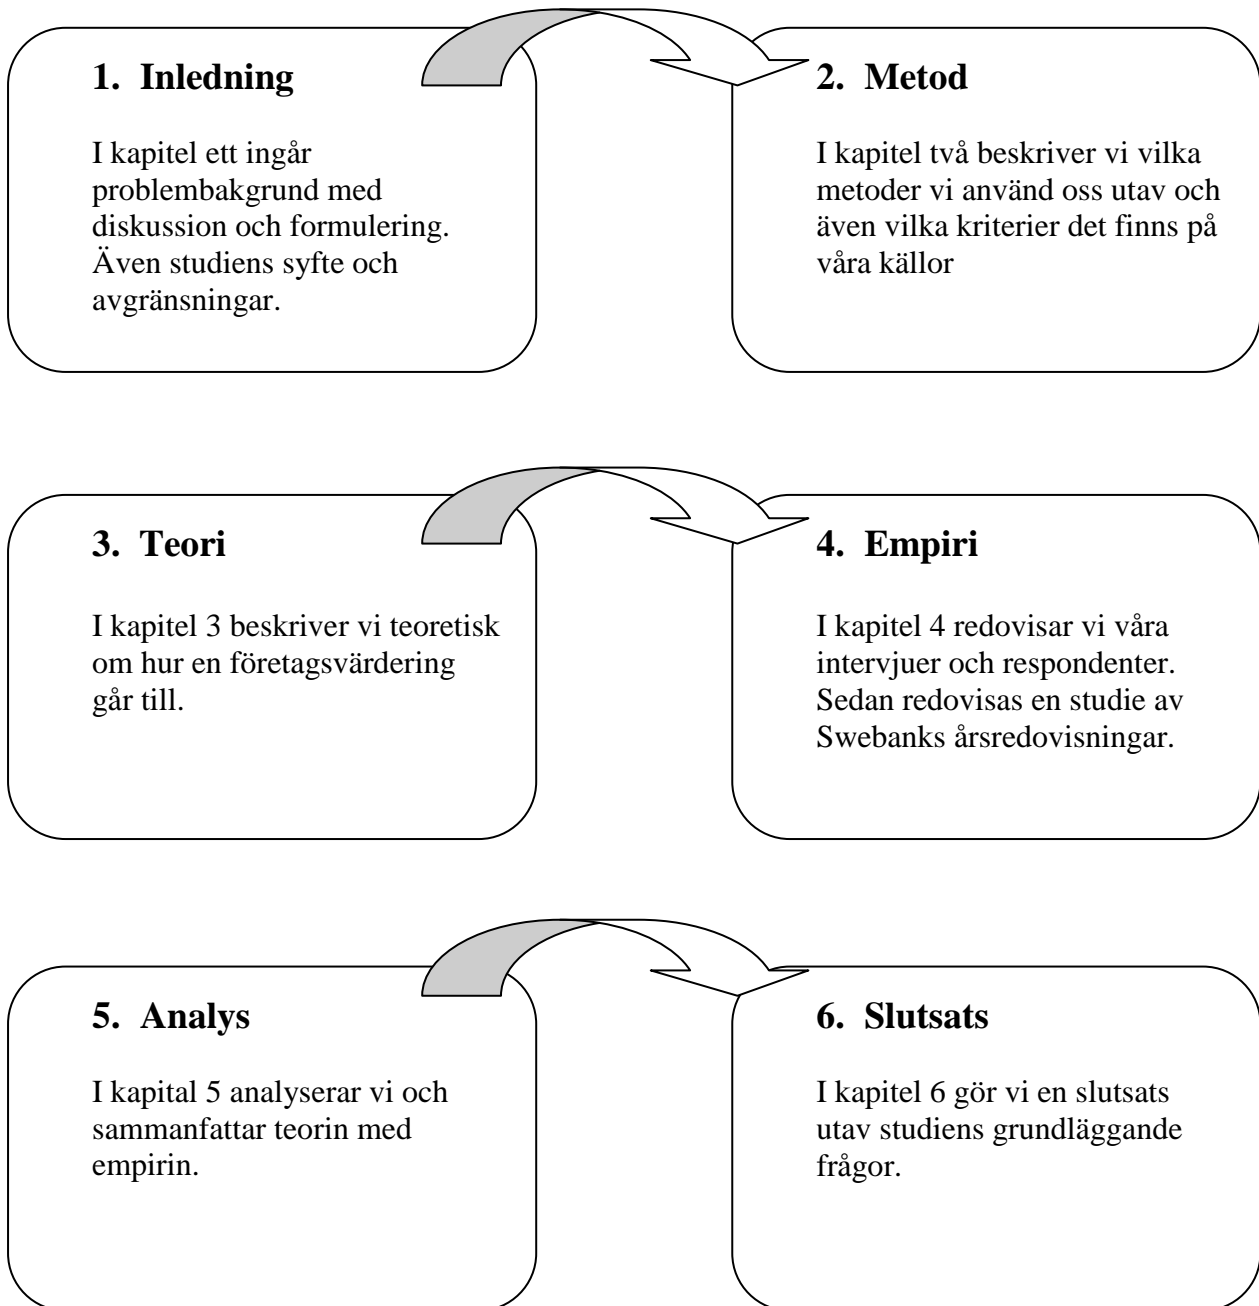 1. Inledning
I kapitel ett ingår
problembakgrund med
diskussion och formulering.
Även studiens syfte och
avgränsningar.
2. Metod
I kapitel två beskriver vi vilka
metoder vi använd oss utav och
även vilka kriterier det finns på
våra källor
3. Teori
I kapitel 3 beskriver vi teoretisk
om hur en företagsvärdering
går till.
4. Empiri
I kapitel 4 redovisar vi våra
intervjuer och respondenter.
Sedan redovisas en studie av
Swebanks årsredovisningar.
5. Analys
I kapital 5 analyserar vi och
sammanfattar teorin med
empirin.
6. Slutsats
I kapitel 6 gör vi en slutsats
utav studiens grundläggande
frågor.